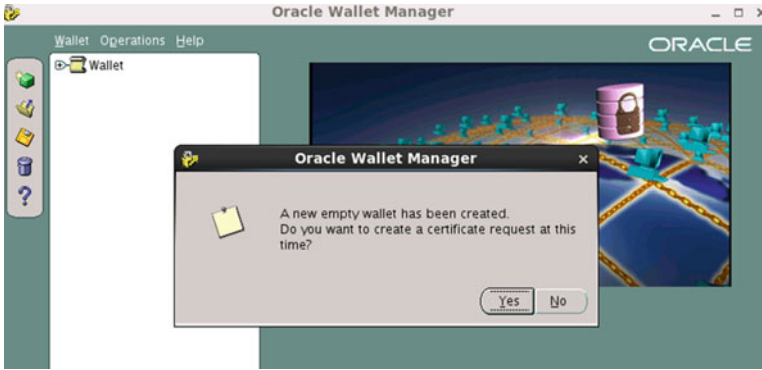 Oracle Wallet Manager
Wallet Operations Help
ORACLE
Wallet
Oracle Wallet Manager
A new empty wallet has been created.
Do you want to create a certificate request at this
time?
Yes No